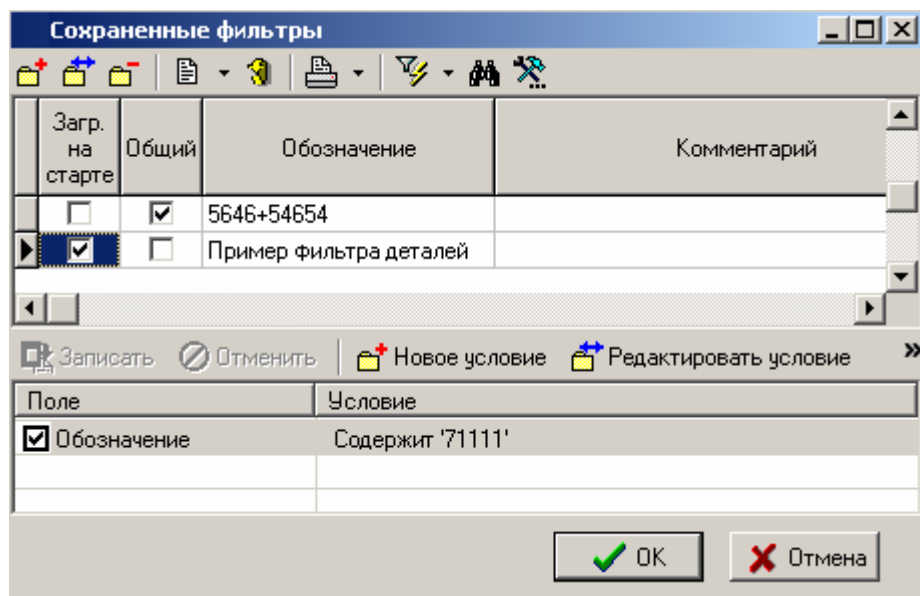 Сохраненные фильтры
Загр. на старте Общий Обозначение Комментарий
5646+54654
Пример фильтра деталей
Записать Отменить Новое условие Редактировать условие »
Поле Условие
Обозначение Содержит '71111'
OK Отмена